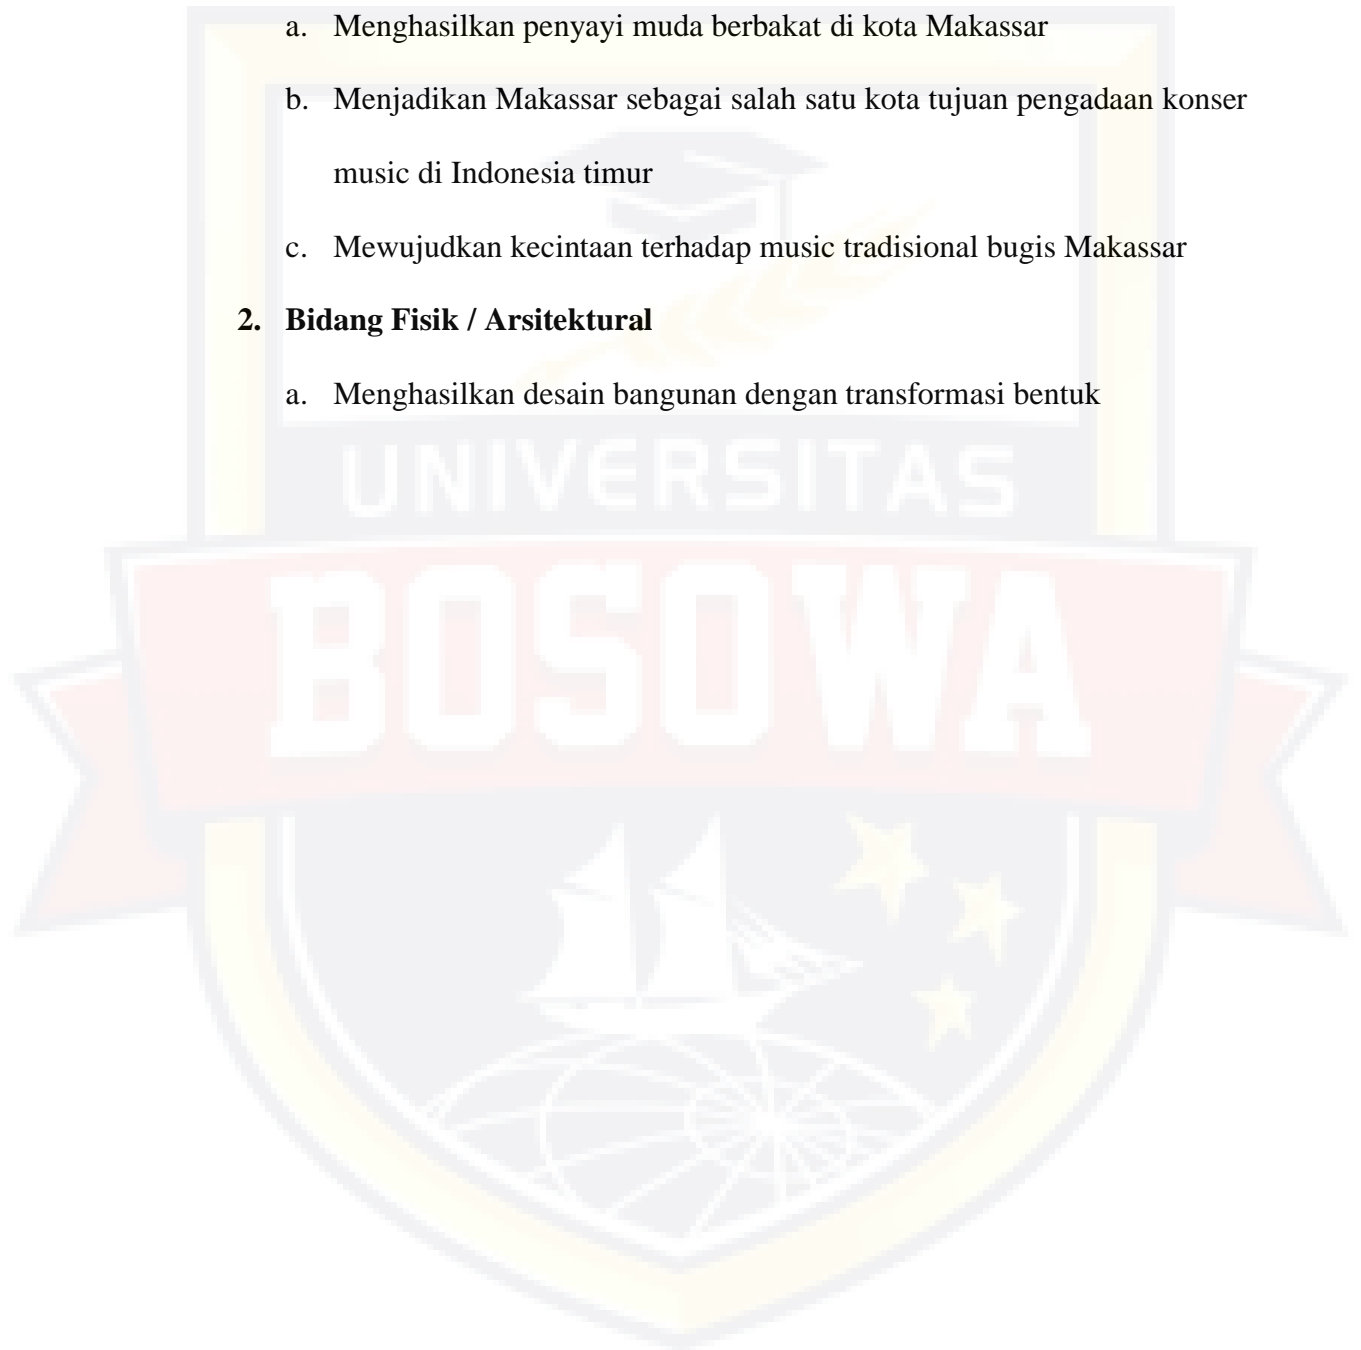 a. Menghasilkan penyayi muda berbakat di kota Makassar
b. Menjadikan Makassar sebagai salah satu kota tujuan pengadaan konser
music di Indonesia timur
c. Mewujudkan kecintaan terhadap music tradisional bugis Makassar
2. Bidang Fisik / Arsitektural
a. Menghasilkan desain bangunan dengan transformasi bentuk
UNIVERSITAS
BOSOWA